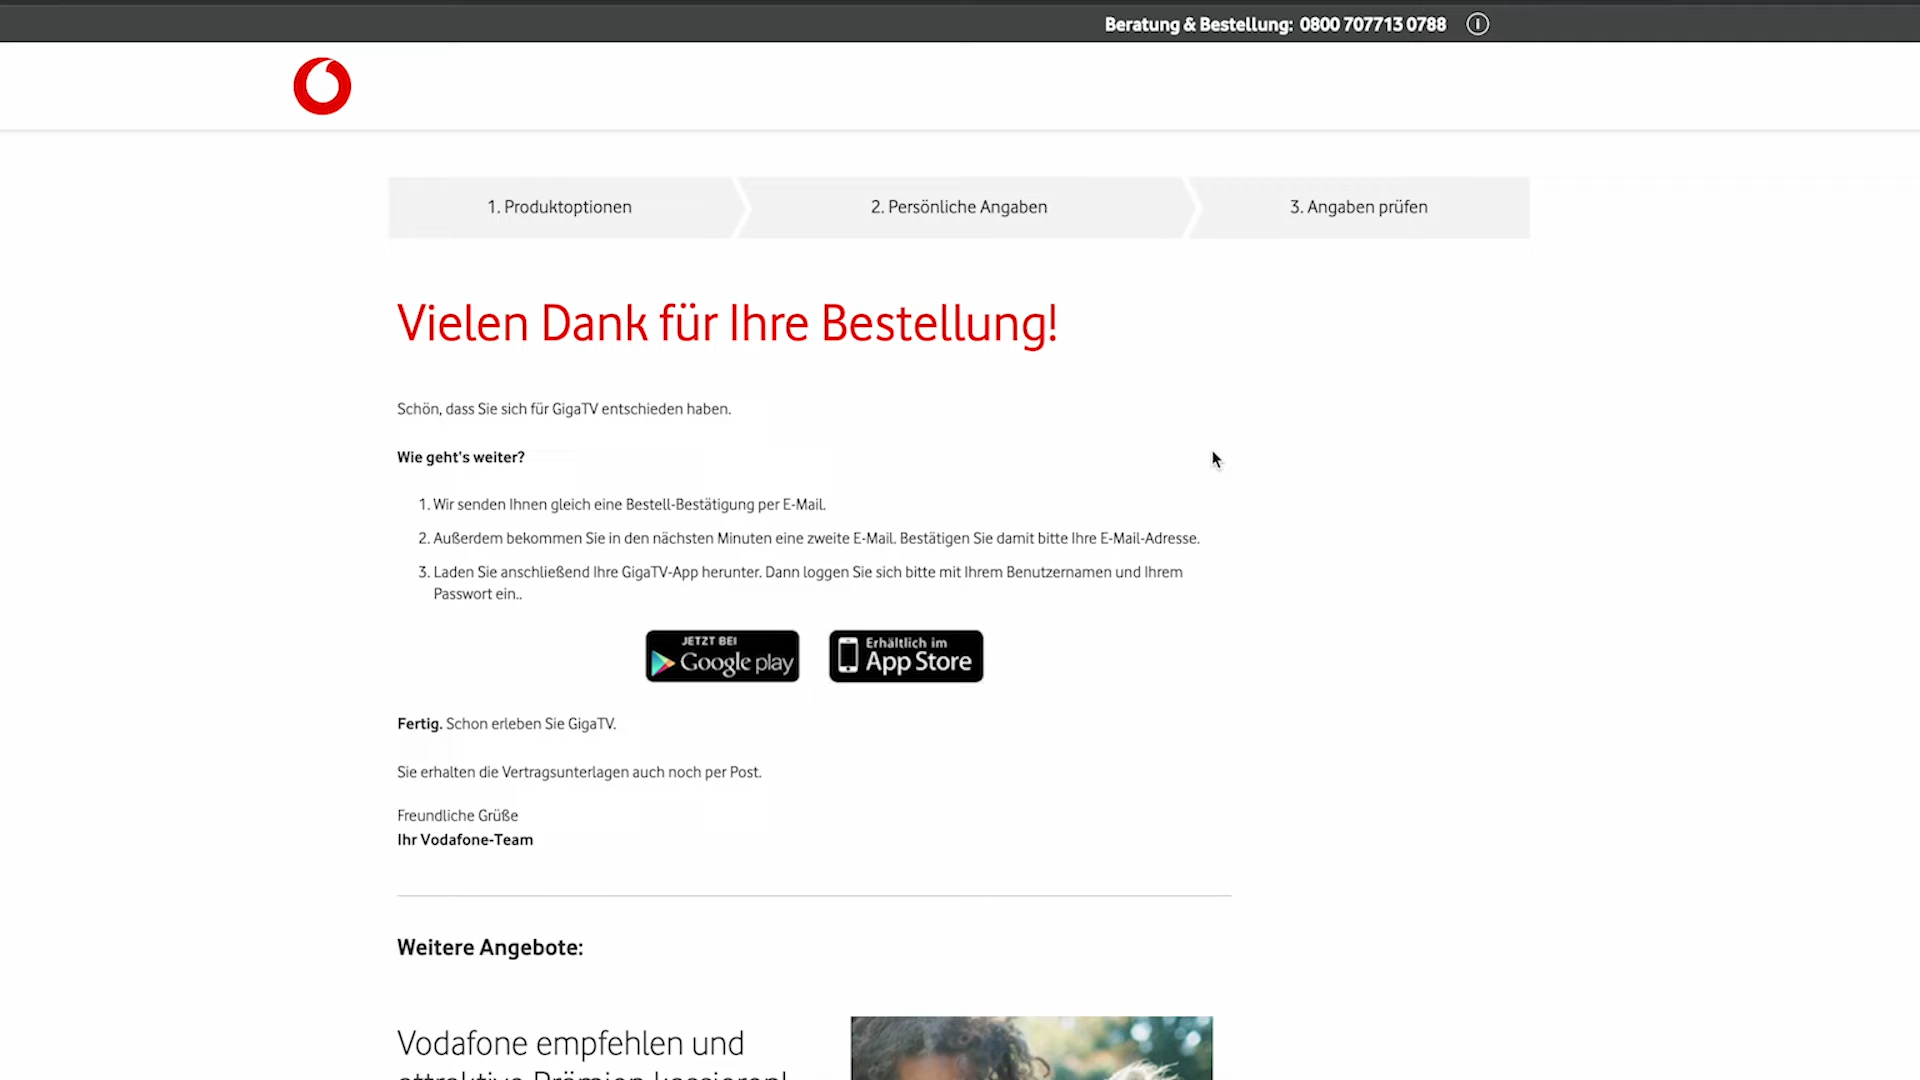 Beratung & Bestellung: 0800 707713 0788
1. Produktoptionen
2. Persönliche Angaben
3. Angaben prüfen
Vielen Dank für Ihre Bestellung!
Schön, dass Sie sich für GigaTV entschieden haben.
Wie geht's weiter?
1. Wir senden Ihnen gleich eine Bestell-Bestätigung per E-Mail.
2. Außerdem bekommen Sie in den nächsten Minuten eine zweite E-Mail. Bestätigen Sie damit bitte Ihre E-Mail-Adresse.
3. Laden Sie anschließend Ihre GigaTV-App herunter. Dann loggen Sie sich bitte mit Ihrem Benutzernamen und Ihrem
Passwort ein..
JETZT BEI
Google play
Erhältlich im
App Store
Fertig. Schon erleben Sie GigaTV.
Sie erhalten die Vertragsunterlagen auch noch per Post.
Freundliche Grüße
Ihr Vodafone-Team
Weitere Angebote:
Vodafone empfehlen und
attraktive Prämien kassieren!